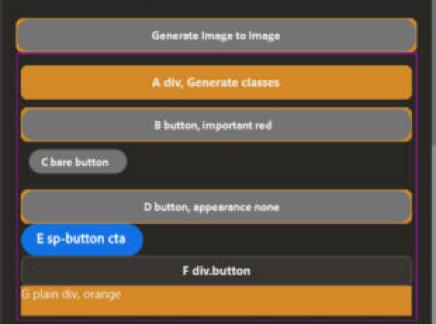 Generate Image to Image
A div, Generate classes
B button, important red
C bare button
D button, appearance none
E sp-button cta
F div.button
G plain div, orange